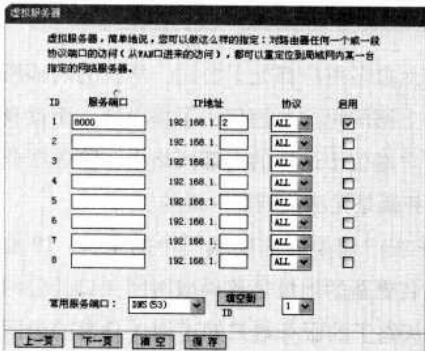 虚拟服务器
虚拟服务器，简单地说，您可以做这么样的指定：对路由器任何一个或一段
协议端口的访问（从WAN口进来的访问），都可以重定位到局域网内某一台
指定的网络服务器。
ID 服务端口 IP地址 协议 启用
1 8000 192.168.1.2 ALL
2 192.168.1. ALL
3 192.168.1. ALL
4 192.168.1. ALL
5 192.168.1. ALL
6 192.168.1. ALL
7 192.168.1. ALL
8 192.168.1. ALL
常用服务端口： DNS(53) 填空到 1
ID
上一页 下一页 清空 保存